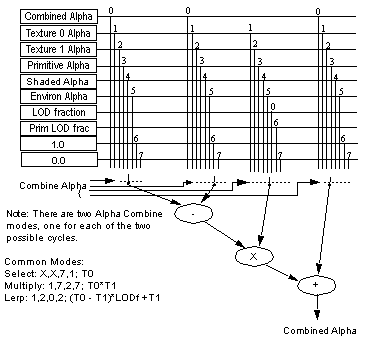 Combined Alpha 0 0 0
Texture 0 Alpha 1 1 1 1
Texture 1 Alpha 2 2 2 2
Primitive Alpha 3 3 3 3
Shaded Alpha 4 4 4 4
Environ Alpha 5 5 5 5
LOD fraction 0
Prim LOD frac 6
1.0 6 6 6
0.0 7 7 7 7
Combine Alpha
Note: There are two Alpha Combine
modes, one for each of the two
possible cycles.
-
X
+
Common Modes:
Select: X,X,7,1; T0
Multiply: 1,7,2,7; T0*T1
Lerp: 1,2,0,2; (T0 - T1)*LODf+T1
Combined Alpha